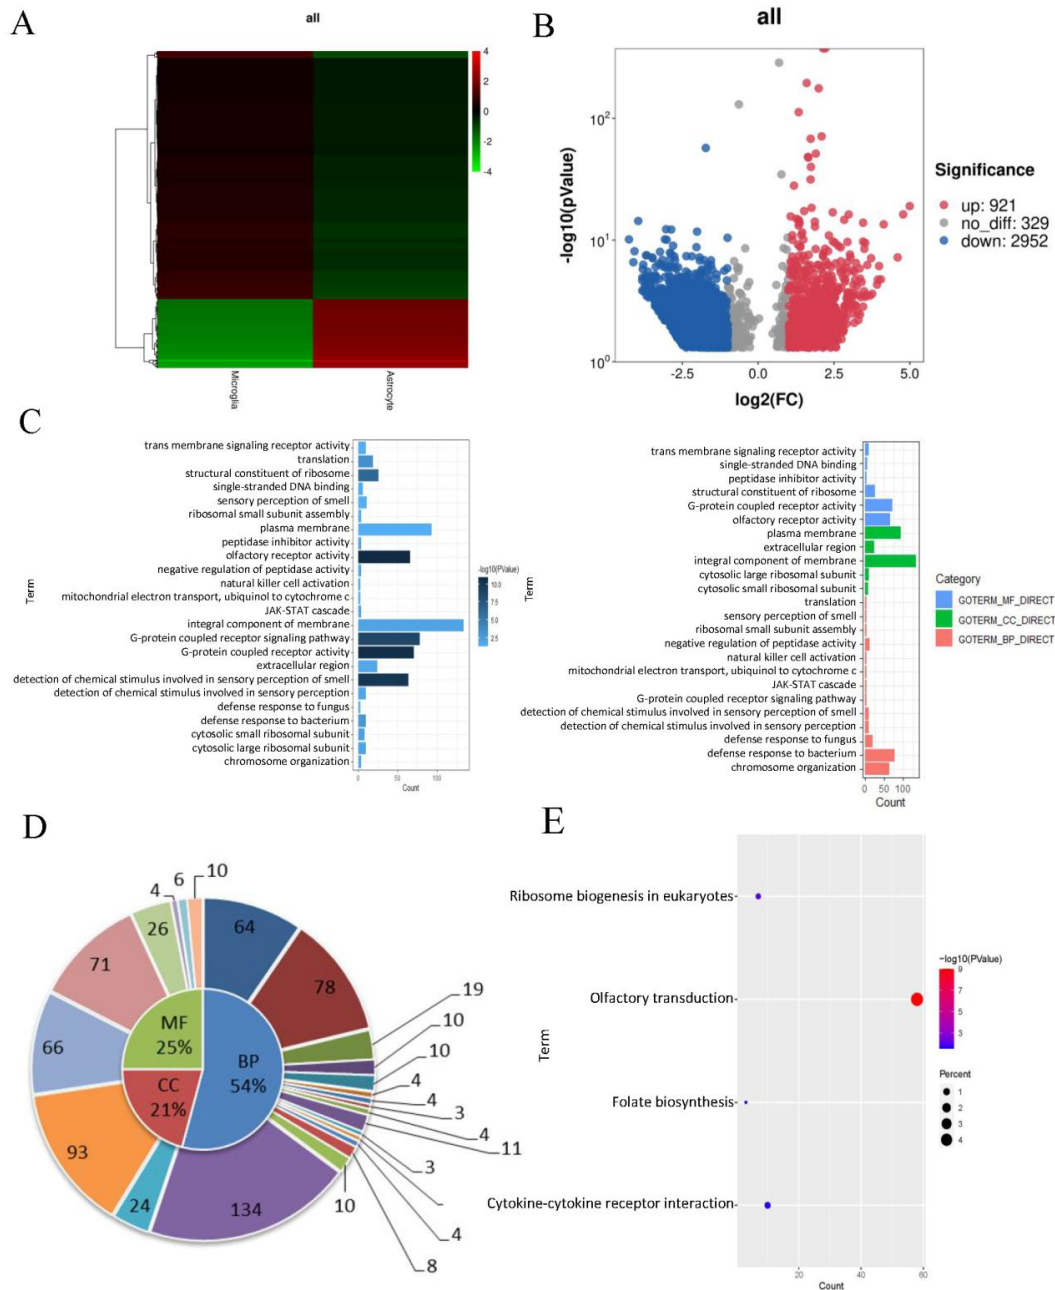 A
all
4
2
0
-2
-4
Microglia
Astrocyte
B
all
-log10(pValue)
10²
10¹
10⁰
-2.5
0.0
2.5
5.0
log2(FC)
Significance
up: 921
no_diff: 329
down: 2952
C
Term
trans membrane signaling receptor activity
translation
structural constituent of ribosome
single-stranded DNA binding
sensory perception of smell
ribosomal small subunit assembly
plasma membrane
peptidase inhibitor activity
olfactory receptor activity
negative regulation of peptidase activity
natural killer cell activation
mitochondrial electron transport, ubiquinol to cytochrome c
JAK-STAT cascade
integral component of membrane
G-protein coupled receptor signaling pathway
G-protein coupled receptor activity
extracellular region
detection of chemical stimulus involved in sensory perception of smell
detection of chemical stimulus involved in sensory perception
defense response to fungus
defense response to bacterium
cytosolic small ribosomal subunit
cytosolic large ribosomal subunit
chromosome organization
0
50
100
Count
-log10(PValue)
10.0
7.5
5.0
2.5
Term
trans membrane signaling receptor activity
single-stranded DNA binding
peptidase inhibitor activity
structural constituent of ribosome
G-protein coupled receptor activity
olfactory receptor activity
plasma membrane
extracellular region
integral component of membrane
cytosolic large ribosomal subunit
cytosolic small ribosomal subunit
translation
sensory perception of smell
ribosomal small subunit assembly
negative regulation of peptidase activity
natural killer cell activation
mitochondrial electron transport, ubiquinol to cytochrome c
JAK-STAT cascade
G-protein coupled receptor signaling pathway
detection of chemical stimulus involved in sensory perception of smell
detection of chemical stimulus involved in sensory perception
defense response to fungus
defense response to bacterium
chromosome organization
0 50 100
Count
Category
GOTERM_MF_DIRECT
GOTERM_CC_DIRECT
GOTERM_BP_DIRECT
D
64
78
19
10
10
4
4
3
4
11
3
4
8
10
134
24
93
66
71
26
4
6
10
MF
25%
CC
21%
BP
54%
E
Term
Ribosome biogenesis in eukaryotes
Olfactory transduction
Folate biosynthesis
Cytokine-cytokine receptor interaction
20
40
60
Count
−log10(PValue)
9
7
5
3
Percent
1
2
3
4